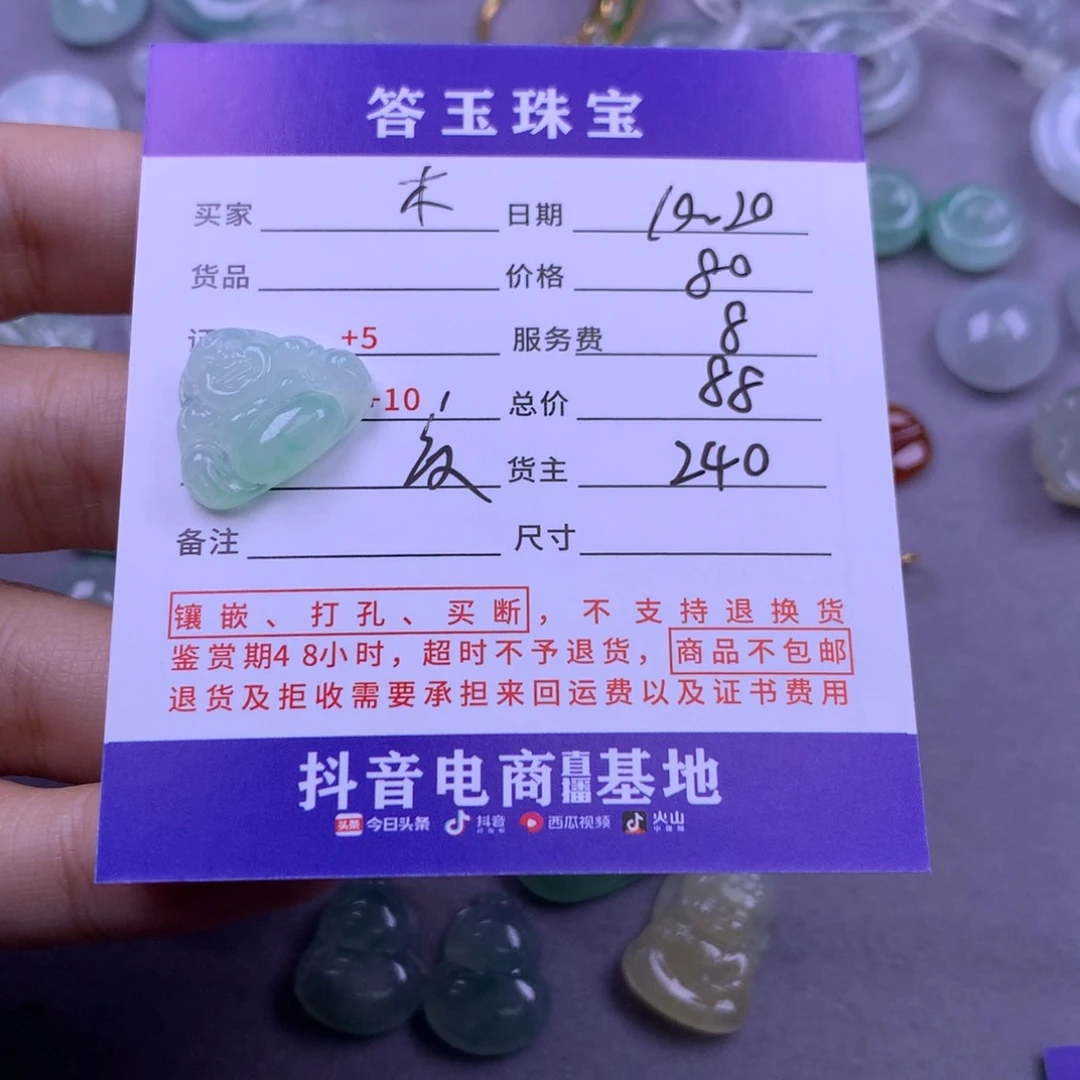 答玉珠宝
买家 木 日期 10~20
货品 价格 80
证 +5 服务费 8
+10 总价 88
货主 240
备注 尺寸
镶嵌、打孔、买断，不支持退换货
鉴赏期48小时，超时不予退货，商品不包邮
退货及拒收需要承担来回运费以及证书费用
抖音电商直播基地
头条 今日头条 抖音 西瓜视频 火山